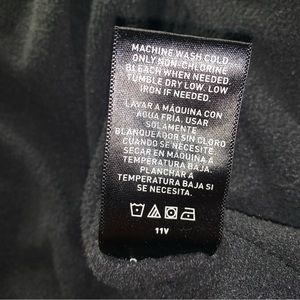 MACHINE WASH COLD
ONLY NON-CHLORINE
BLEACH WHEN NEEDED.
TUMBLE DRY LOW. LOW
IRON IF NEEDED.
LAVAR A MÁQUINA CON
AGUA FRÍA. USAR
SOLAMENTE
BLANQUEADOR SIN CLORO
CUANDO SE NECESITE.
SECAR EN MÁQUINA A
TEMPERATURA BAJA.
PLANCHAR A
TEMPERATURA BAJA SI
SE NECESITA.
11V